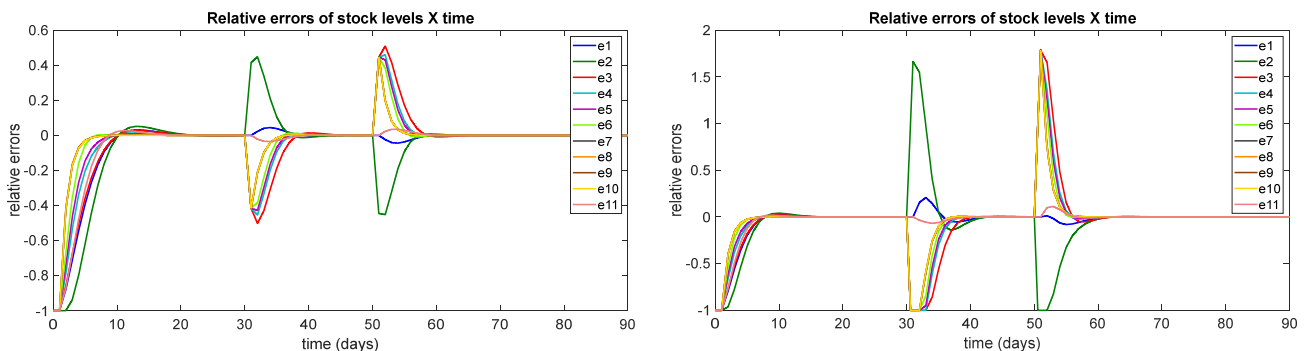 Relative errors of stock levels X time
0.6
0.4
0.2
0
-0.2
-0.4
-0.6
-0.8
-1
relative errors
0 10 20 30 40 50 60 70 80 90
time (days)
e1
e2
e3
e4
e5
e6
e7
e8
e9
e10
e11
Relative errors of stock levels X time
2
1.5
1
0.5
0
-0.5
-1
relative errors
0 10 20 30 40 50 60 70 80 90
time (days)
e1
e2
e3
e4
e5
e6
e7
e8
e9
e10
e11